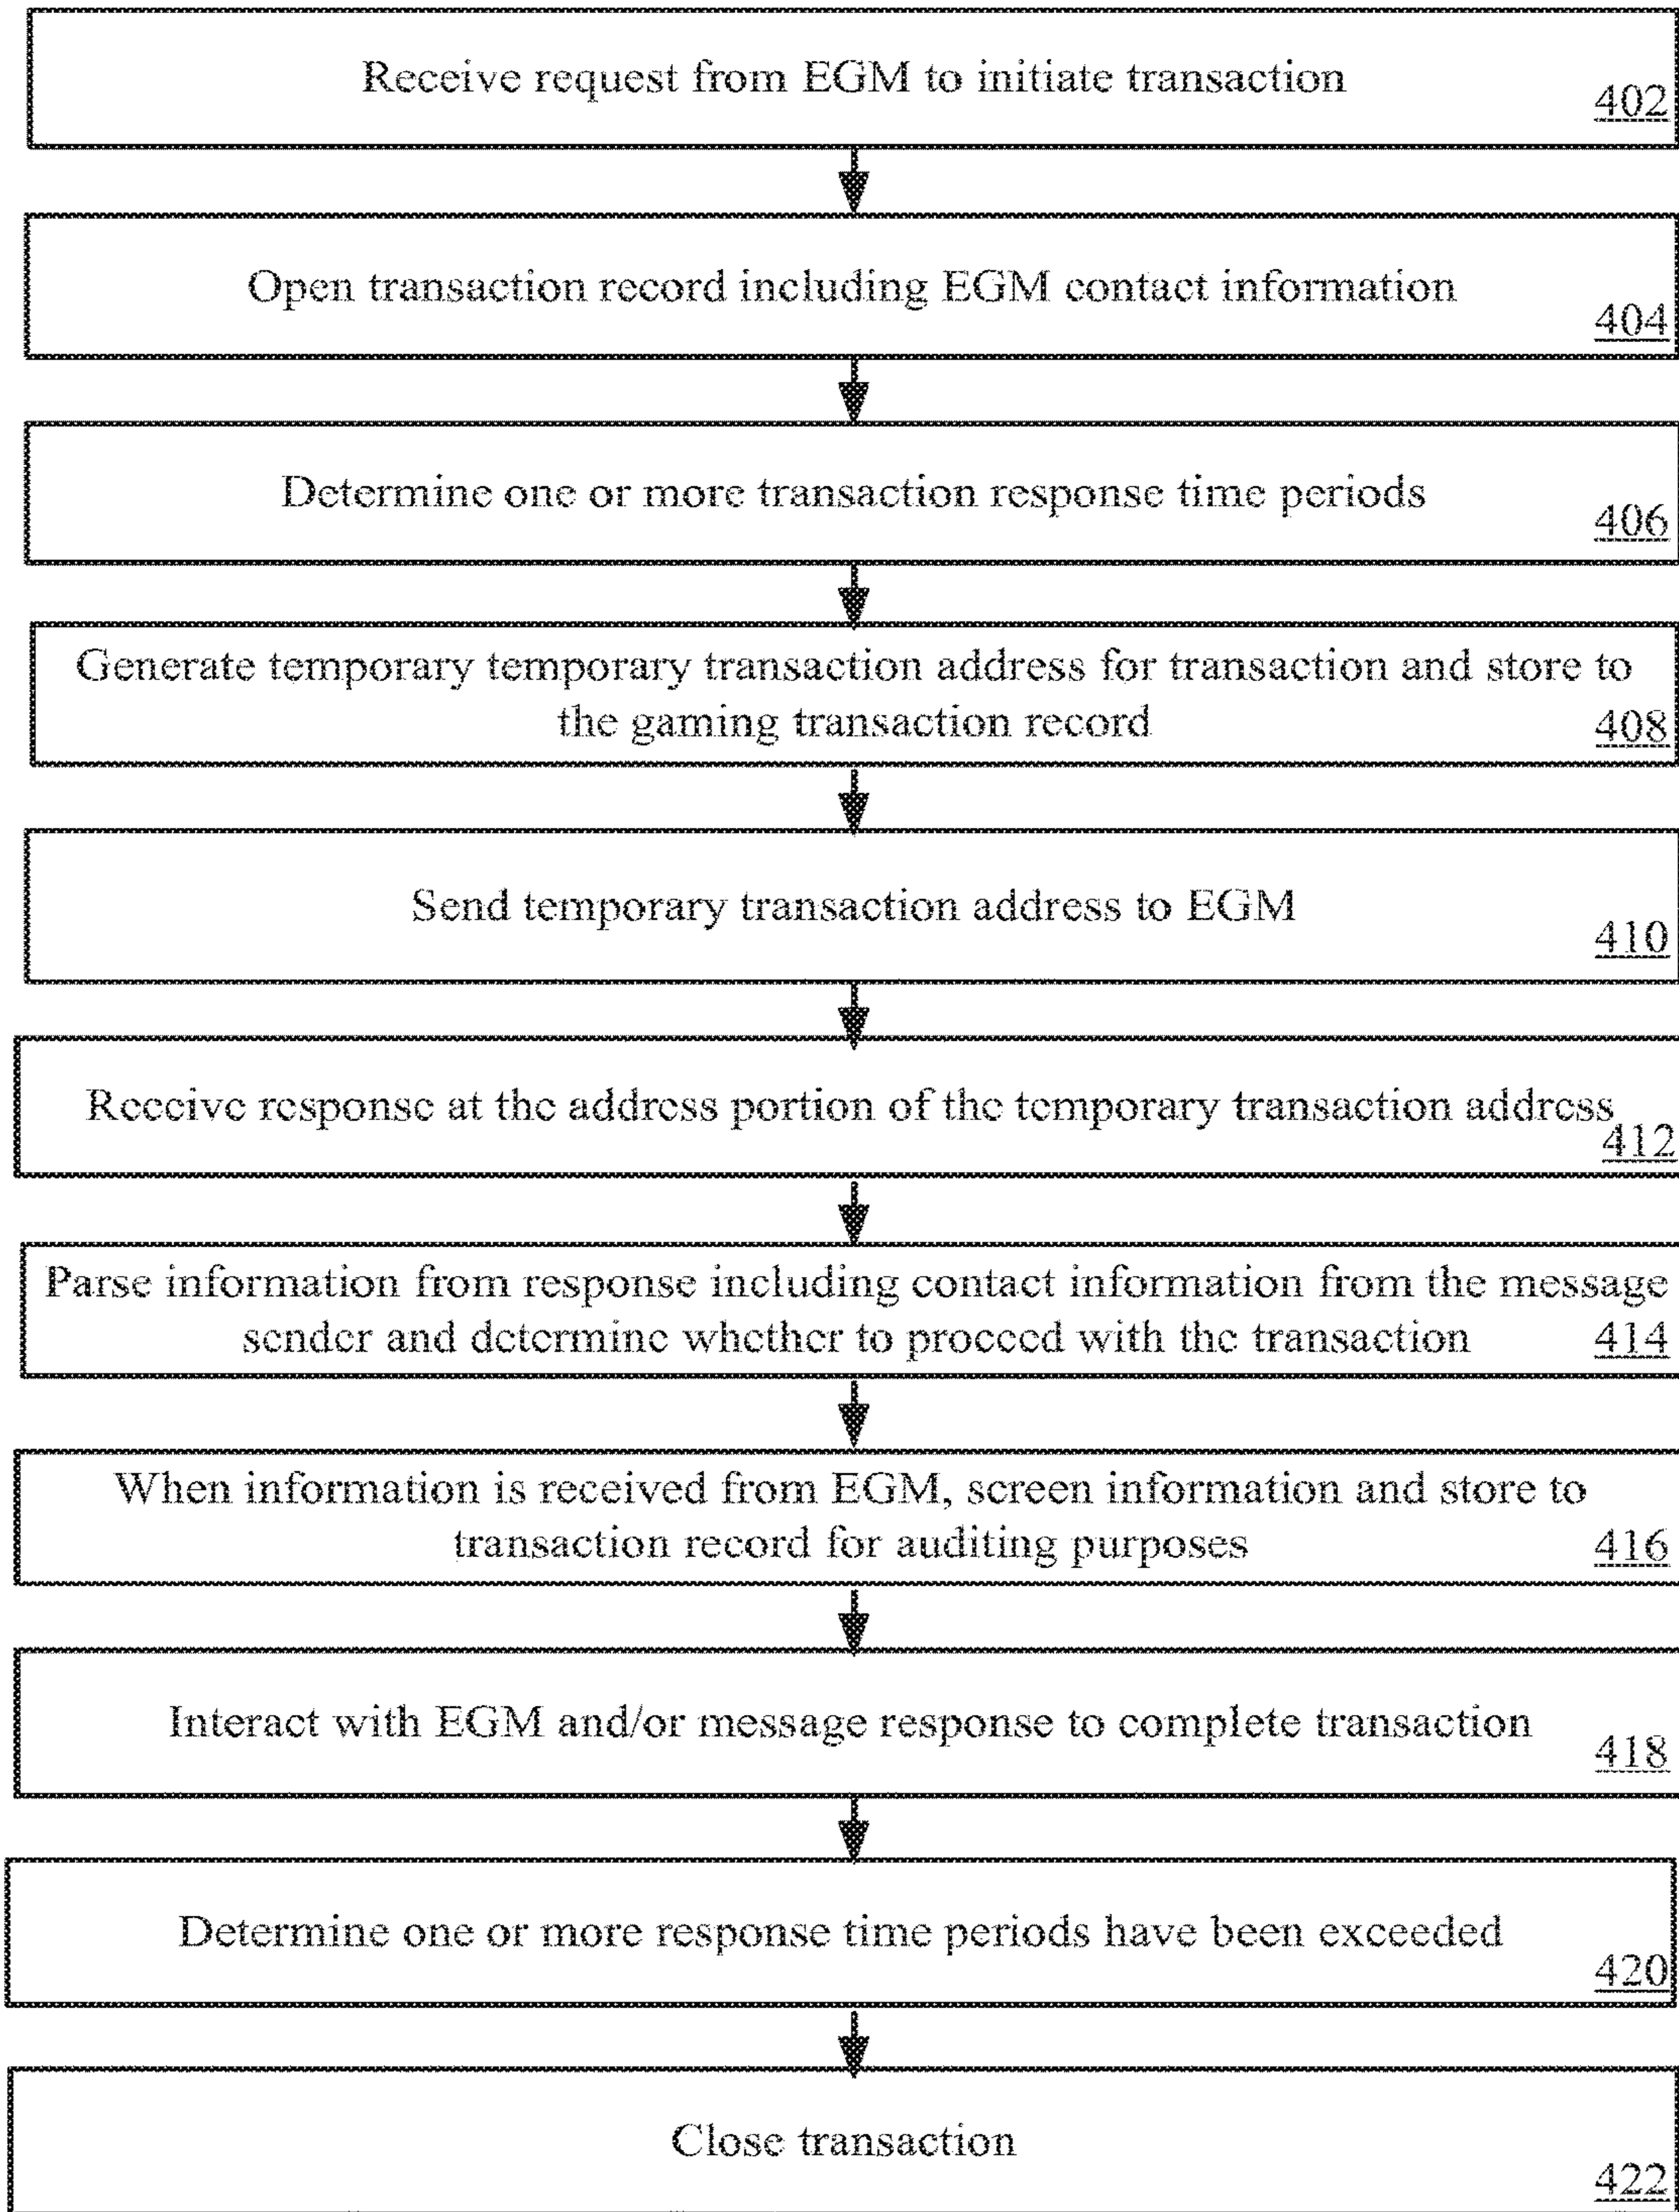 Receive request from EGM to initiate transaction
402
Open transaction record including EGM contact information
404
Determine one or more transaction response time periods
406
Generate temporary temporary transaction address for transaction and store to
the gaming transaction record
408
Send temporary transaction address to EGM
410
Receive response at the address portion of the temporary transaction address
412
Parse information from response including contact information from the message
sender and determine whether to proceed with the transaction
414
When information is received from EGM, screen information and store to
transaction record for auditing purposes
416
Interact with EGM and/or message response to complete transaction
418
Determine one or more response time periods have been exceeded
420
Close transaction
422